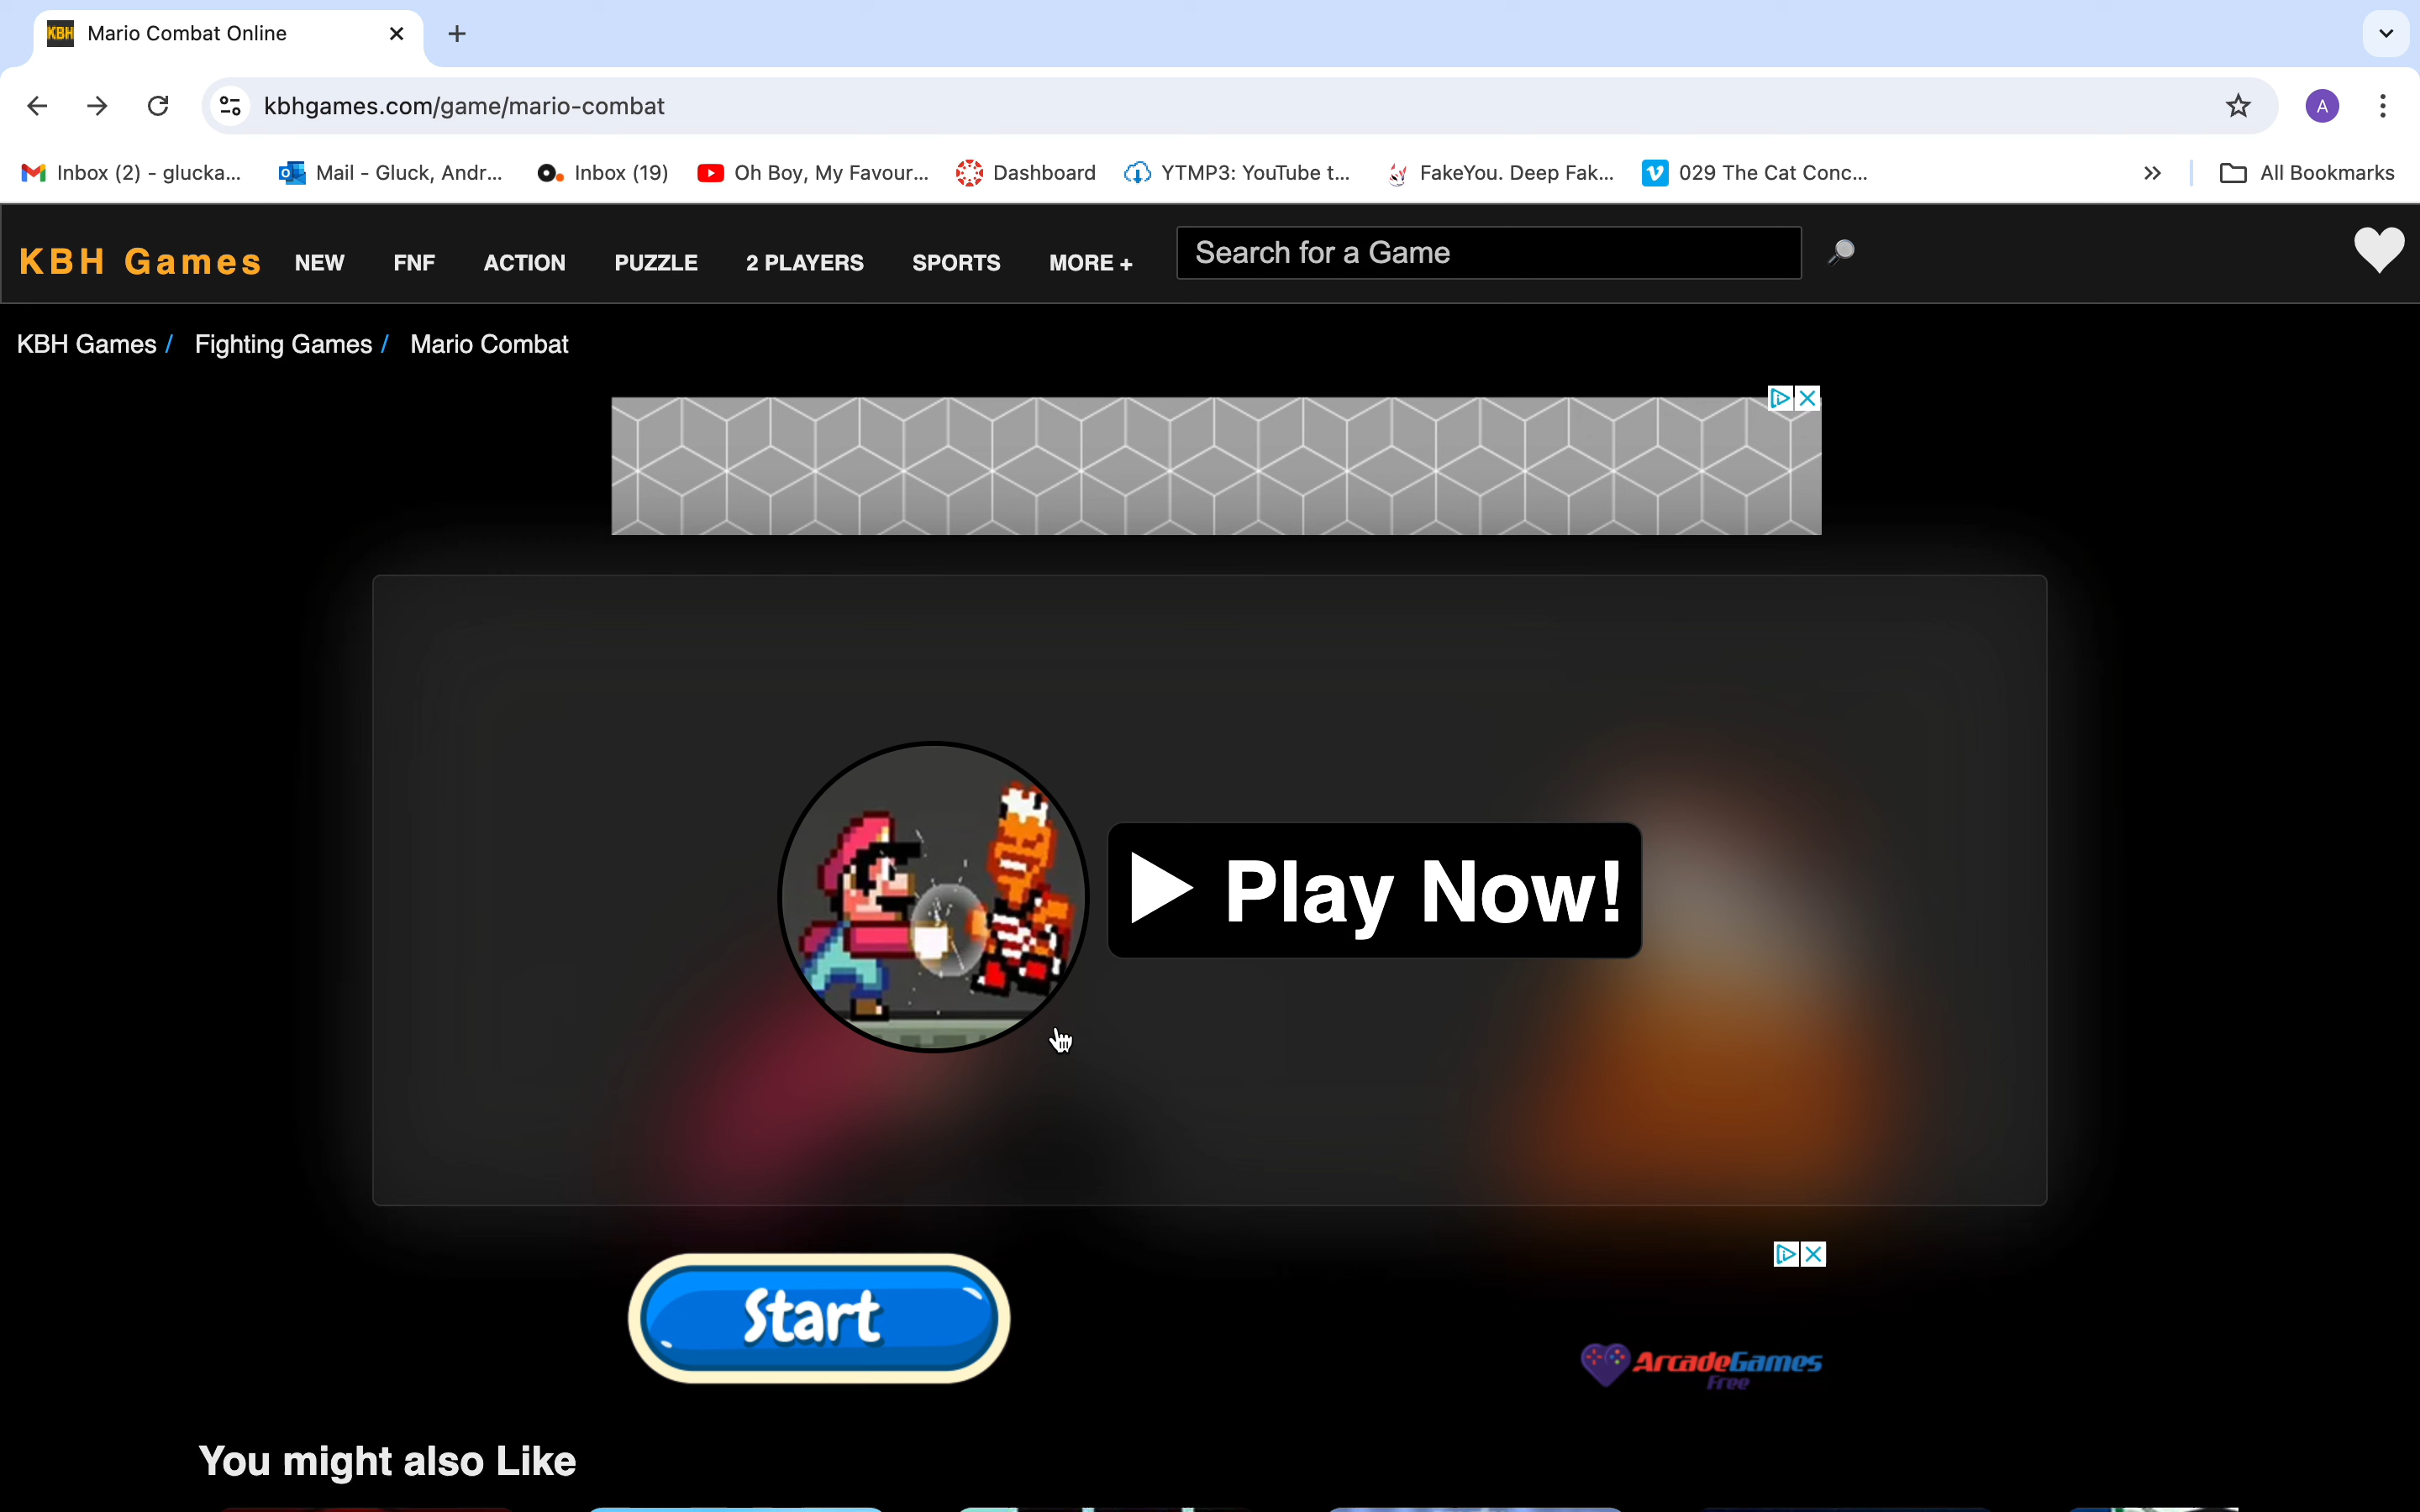 KBH Mario Combat Online
kbhgames.com/game/mario-combat
A
Inbox (2) - glucka...
Mail - Gluck, Andr...
Inbox (19)
Oh Boy, My Favour...
Dashboard
YTMP3: YouTube t...
FakeYou. Deep Fak...
029 The Cat Conc...
All Bookmarks
KBH Games NEW FNF ACTION PUZZLE 2 PLAYERS SPORTS MORE + Search for a Game
KBH Games / Fighting Games / Mario Combat
Play Now!
Start
ArcadeGames
Free
You might also Like